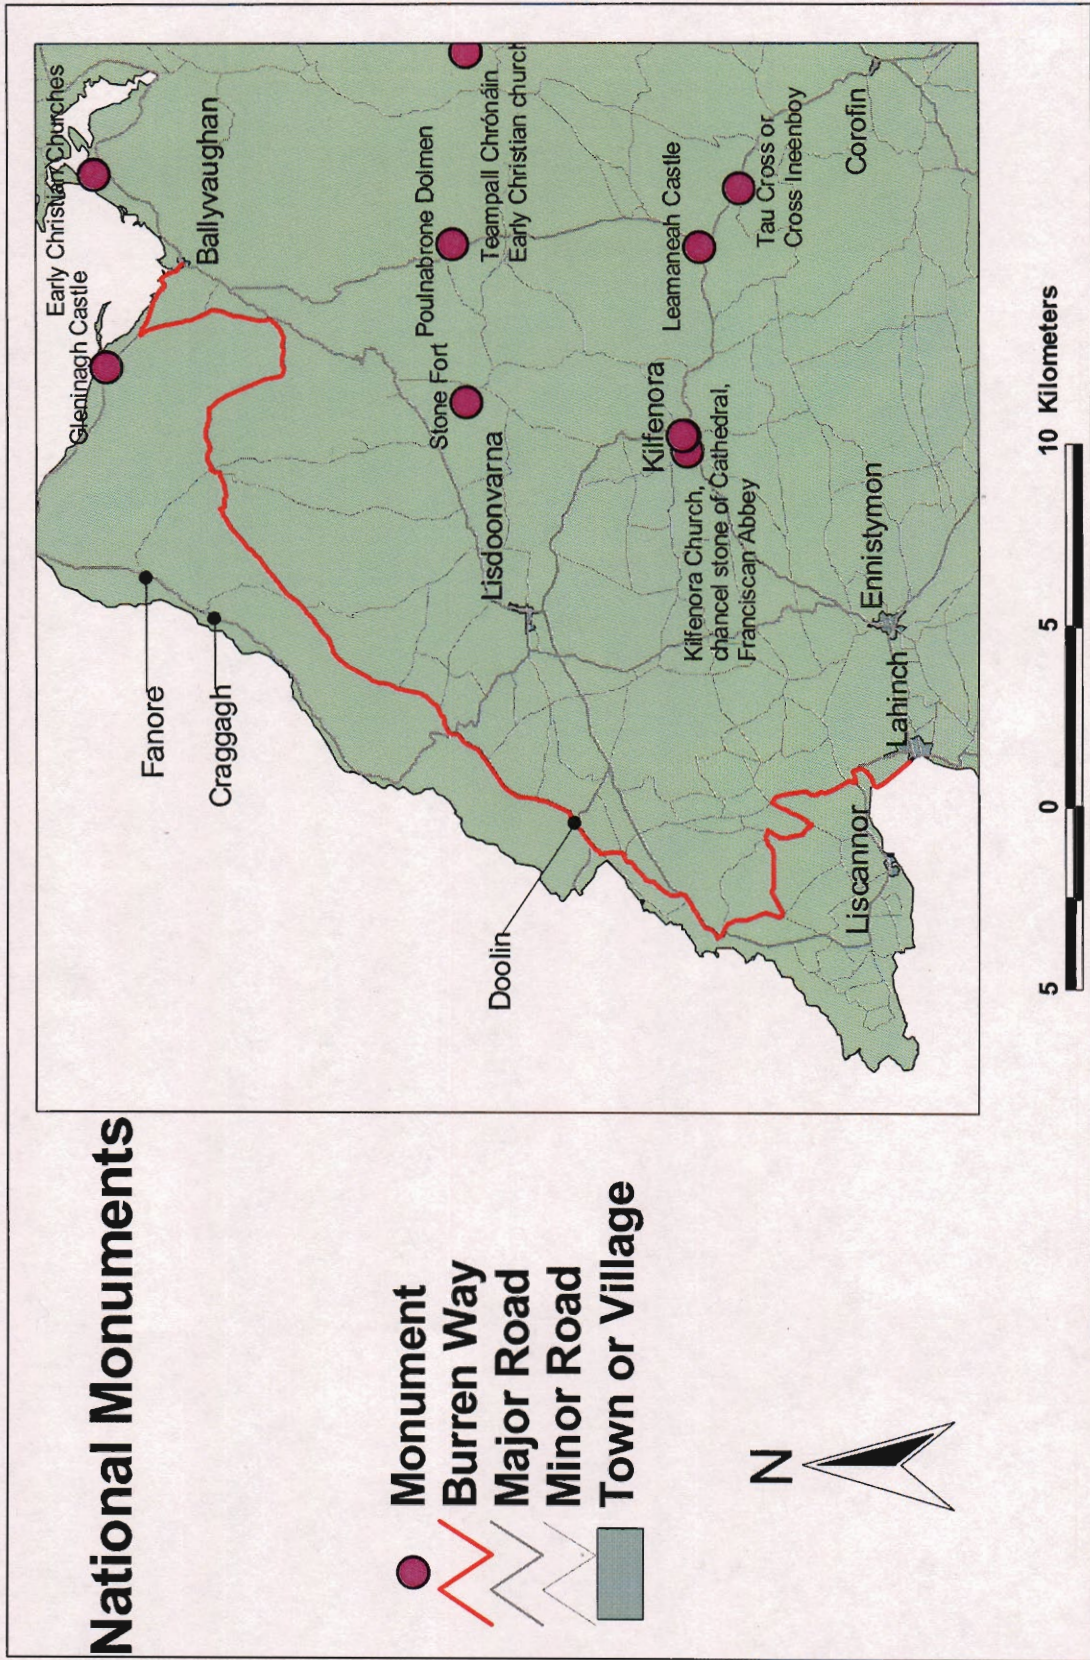 National Monuments
Monument
Burren Way
Major Road
Minor Road
Town or Village
N
Early Christian Churches
Gleninagh Castle
Ballyvaughan
Fanore
Craggagh
Poulnabrone Dolmen
Stone Fort
Teampall Chrónáin
Early Christian church
Lisdoonvarna
Doolin
Leamaneah Castle
Kilfenora
Kilfenora Church,
chancel stone of Cathedral,
Franciscan Abbey
Tau Cross or
Cross Ineenboy
Corofin
Ennistymon
Lahinch
Liscannor
5 0 5 10 Kilometers